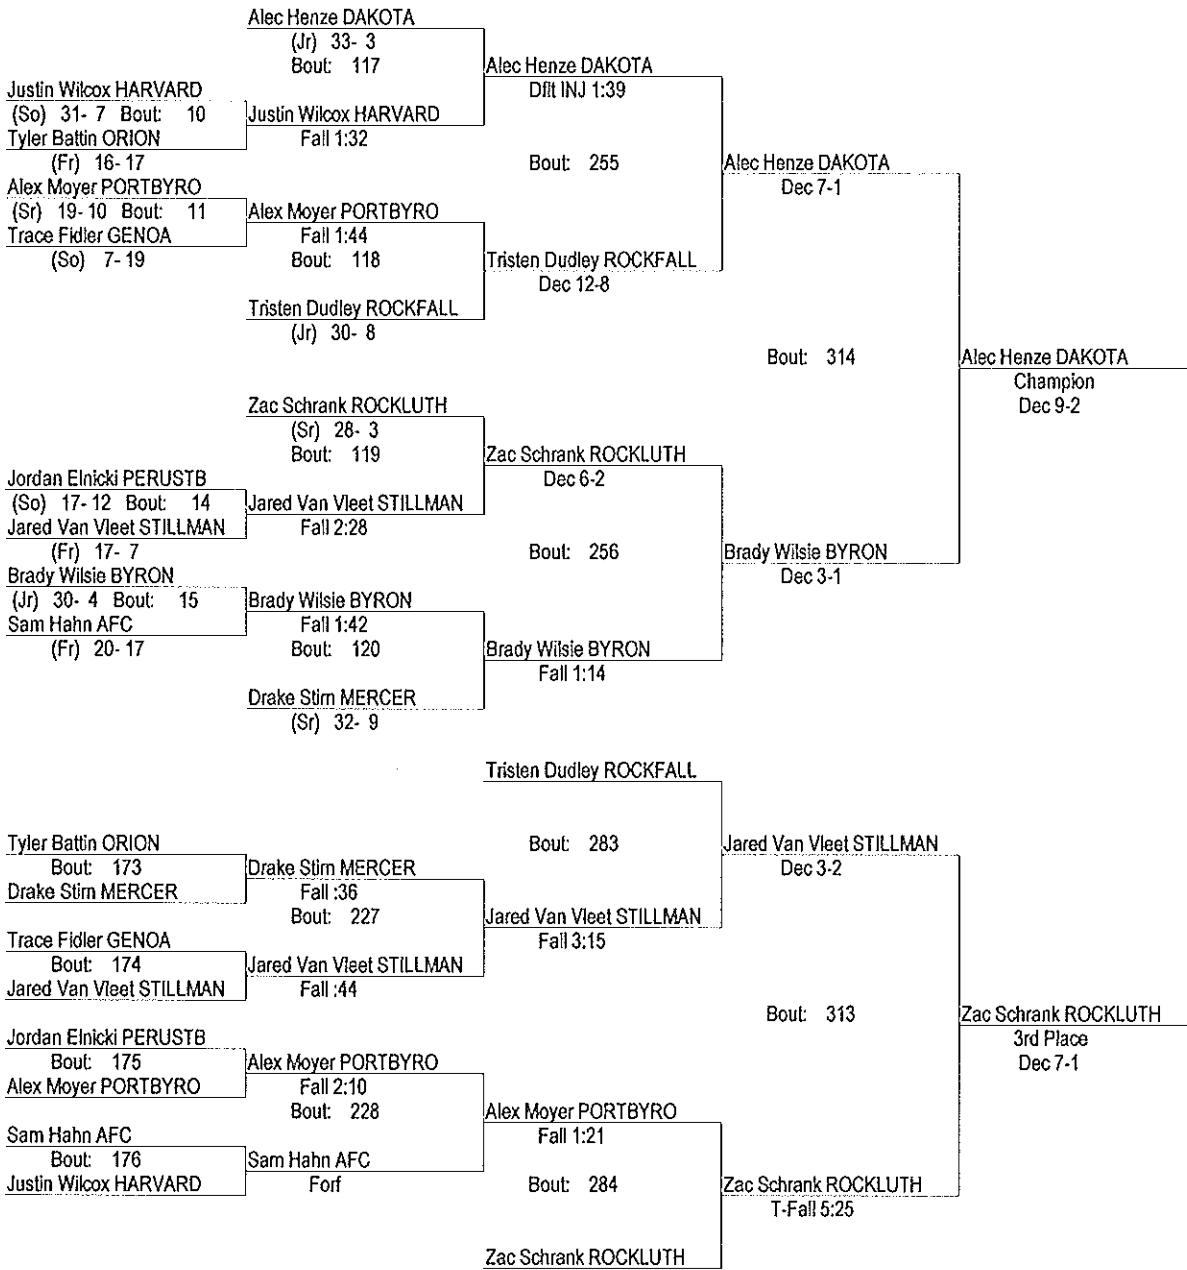 Alec Henze DAKOTA
(Jr) 33- 3
Bout: 117
Alec Henze DAKOTA
Dflt INJ 1:39
Justin Wilcox HARVARD
(So) 31- 7 Bout: 10
Justin Wilcox HARVARD
Fall 1:32
Tyler Battin ORION
(Fr) 16- 17
Bout: 255
Alec Henze DAKOTA
Dec 7-1
Alex Moyer PORTBYRO
(Sr) 19- 10 Bout: 11
Alex Moyer PORTBYRO
Fall 1:44
Trace Fidler GENOA
(So) 7- 19
Bout: 118
Tristen Dudley ROCKFALL
Dec 12-8
Tristen Dudley ROCKFALL
(Jr) 30- 8
Bout: 314
Alec Henze DAKOTA
Champion
Dec 9-2
Zac Schrank ROCKLUTH
(Sr) 28- 3
Bout: 119
Zac Schrank ROCKLUTH
Dec 6-2
Jordan Elnicki PERUSTB
(So) 17- 12 Bout: 14
Jared Van Vleet STILLMAN
Fall 2:28
Jared Van Vleet STILLMAN
(Fr) 17- 7
Bout: 256
Brady Wilsie BYRON
Dec 3-1
Brady Wilsie BYRON
(Jr) 30- 4 Bout: 15
Brady Wilsie BYRON
Fall 1:42
Sam Hahn AFC
(Fr) 20- 17
Bout: 120
Brady Wilsie BYRON
Fall 1:14
Drake Stirn MERCER
(Sr) 32- 9
Tristen Dudley ROCKFALL
Tyler Battin ORION
Bout: 173
Drake Stirn MERCER
Drake Stirn MERCER
Fall :36
Bout: 227
Bout: 283
Jared Van Vleet STILLMAN
Dec 3-2
Jared Van Vleet STILLMAN
Fall 3:15
Trace Fidler GENOA
Bout: 174
Jared Van Vleet STILLMAN
Jared Van Vleet STILLMAN
Fall :44
Bout: 313
Zac Schrank ROCKLUTH
3rd Place
Dec 7-1
Jordan Elnicki PERUSTB
Bout: 175
Alex Moyer PORTBYRO
Alex Moyer PORTBYRO
Fall 2:10
Bout: 228
Alex Moyer PORTBYRO
Fall 1:21
Sam Hahn AFC
Bout: 176
Justin Wilcox HARVARD
Sam Hahn AFC
Forf
Bout: 284
Zac Schrank ROCKLUTH
T-Fall 5:25
Zac Schrank ROCKLUTH